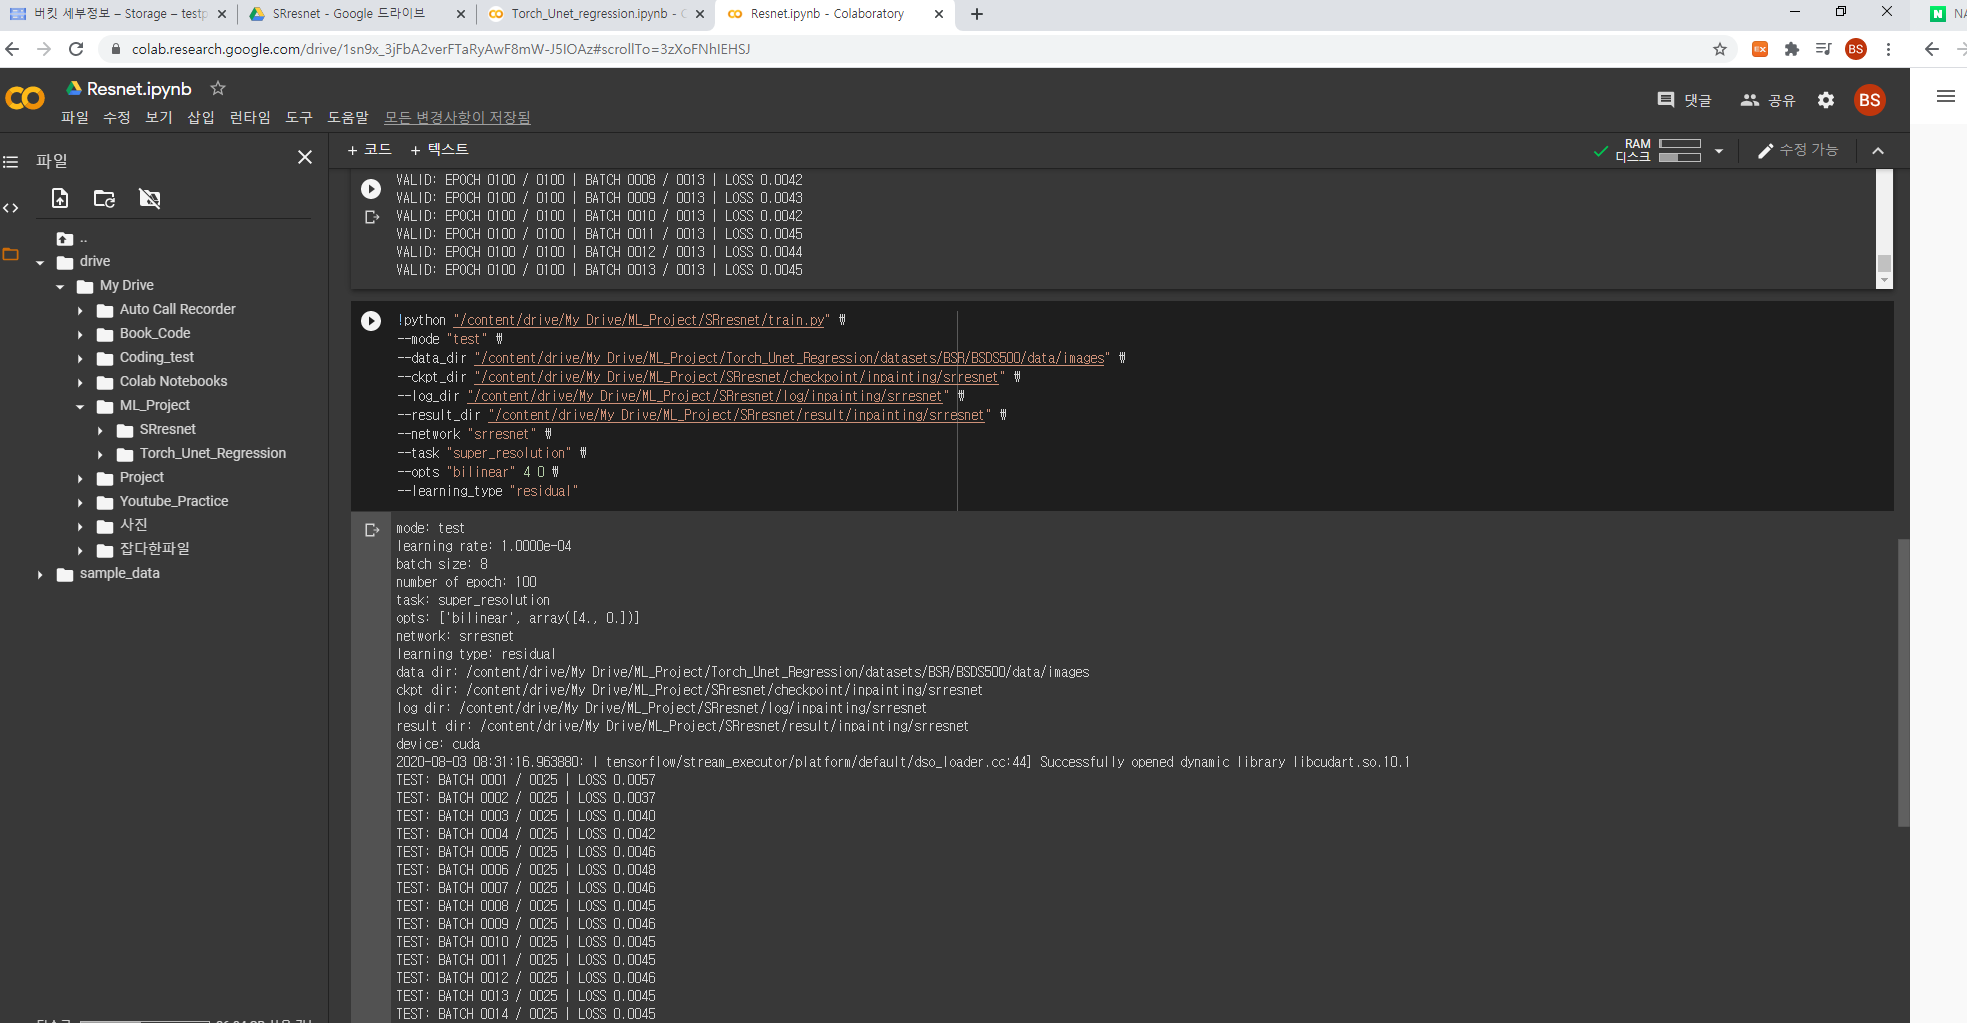 버킷 세부정보 – Storage – testp
SRresnet - Google 드라이브
Torch_Unet_regression.ipynb - C
Resnet.ipynb - Colaboratory
N NA
colab.research.google.com/drive/1sn9x_3jFbA2verFTaRyAwF8mW-J5IOAz#scrollTo=3zXoFNhIEHSJ
BS
Resnet.ipynb
파일 수정 보기 삽입 런타임 도구 도움말 모든 변경사항이 저장됨
댓글 공유 BS
파일
+ 코드 + 텍스트
RAM
디스크
수정 가능
..
drive
My Drive
Auto Call Recorder
Book_Code
Coding_test
Colab Notebooks
ML_Project
SRresnet
Torch_Unet_Regression
Project
Youtube_Practice
사진
잡다한파일
sample_data
VALID: EPOCH 0100 / 0100 | BATCH 0008 / 0013 | LOSS 0.0042
VALID: EPOCH 0100 / 0100 | BATCH 0009 / 0013 | LOSS 0.0043
VALID: EPOCH 0100 / 0100 | BATCH 0010 / 0013 | LOSS 0.0042
VALID: EPOCH 0100 / 0100 | BATCH 0011 / 0013 | LOSS 0.0045
VALID: EPOCH 0100 / 0100 | BATCH 0012 / 0013 | LOSS 0.0044
VALID: EPOCH 0100 / 0100 | BATCH 0013 / 0013 | LOSS 0.0045
!python "/content/drive/My Drive/ML_Project/SRresnet/train.py" ₩
--mode "test" ₩
--data_dir "/content/drive/My Drive/ML_Project/Torch_Unet_Regression/datasets/BSR/BSDS500/data/images" ₩
--ckpt_dir "/content/drive/My Drive/ML_Project/SRresnet/checkpoint/inpainting/srresnet" ₩
--log_dir "/content/drive/My Drive/ML_Project/SRresnet/log/inpainting/srresnet" ₩
--result_dir "/content/drive/My Drive/ML_Project/SRresnet/result/inpainting/srresnet" ₩
--network "srresnet" ₩
--task "super_resolution" ₩
--opts "bilinear" 4 0 ₩
--learning_type "residual"
mode: test
learning rate: 1.0000e-04
batch size: 8
number of epoch: 100
task: super_resolution
opts: ['bilinear', array([4., 0.])]
network: srresnet
learning type: residual
data dir: /content/drive/My Drive/ML_Project/Torch_Unet_Regression/datasets/BSR/BSDS500/data/images
ckpt dir: /content/drive/My Drive/ML_Project/SRresnet/checkpoint/inpainting/srresnet
log dir: /content/drive/My Drive/ML_Project/SRresnet/log/inpainting/srresnet
result dir: /content/drive/My Drive/ML_Project/SRresnet/result/inpainting/srresnet
device: cuda
2020-08-03 08:31:16.963880: I tensorflow/stream_executor/platform/default/dso_loader.cc:44] Successfully opened dynamic library libcudart.so.10.1
TEST: BATCH 0001 / 0025 | LOSS 0.0057
TEST: BATCH 0002 / 0025 | LOSS 0.0037
TEST: BATCH 0003 / 0025 | LOSS 0.0040
TEST: BATCH 0004 / 0025 | LOSS 0.0042
TEST: BATCH 0005 / 0025 | LOSS 0.0046
TEST: BATCH 0006 / 0025 | LOSS 0.0048
TEST: BATCH 0007 / 0025 | LOSS 0.0046
TEST: BATCH 0008 / 0025 | LOSS 0.0045
TEST: BATCH 0009 / 0025 | LOSS 0.0046
TEST: BATCH 0010 / 0025 | LOSS 0.0045
TEST: BATCH 0011 / 0025 | LOSS 0.0045
TEST: BATCH 0012 / 0025 | LOSS 0.0046
TEST: BATCH 0013 / 0025 | LOSS 0.0045
TEST: BATCH 0014 / 0025 | LOSS 0.0045